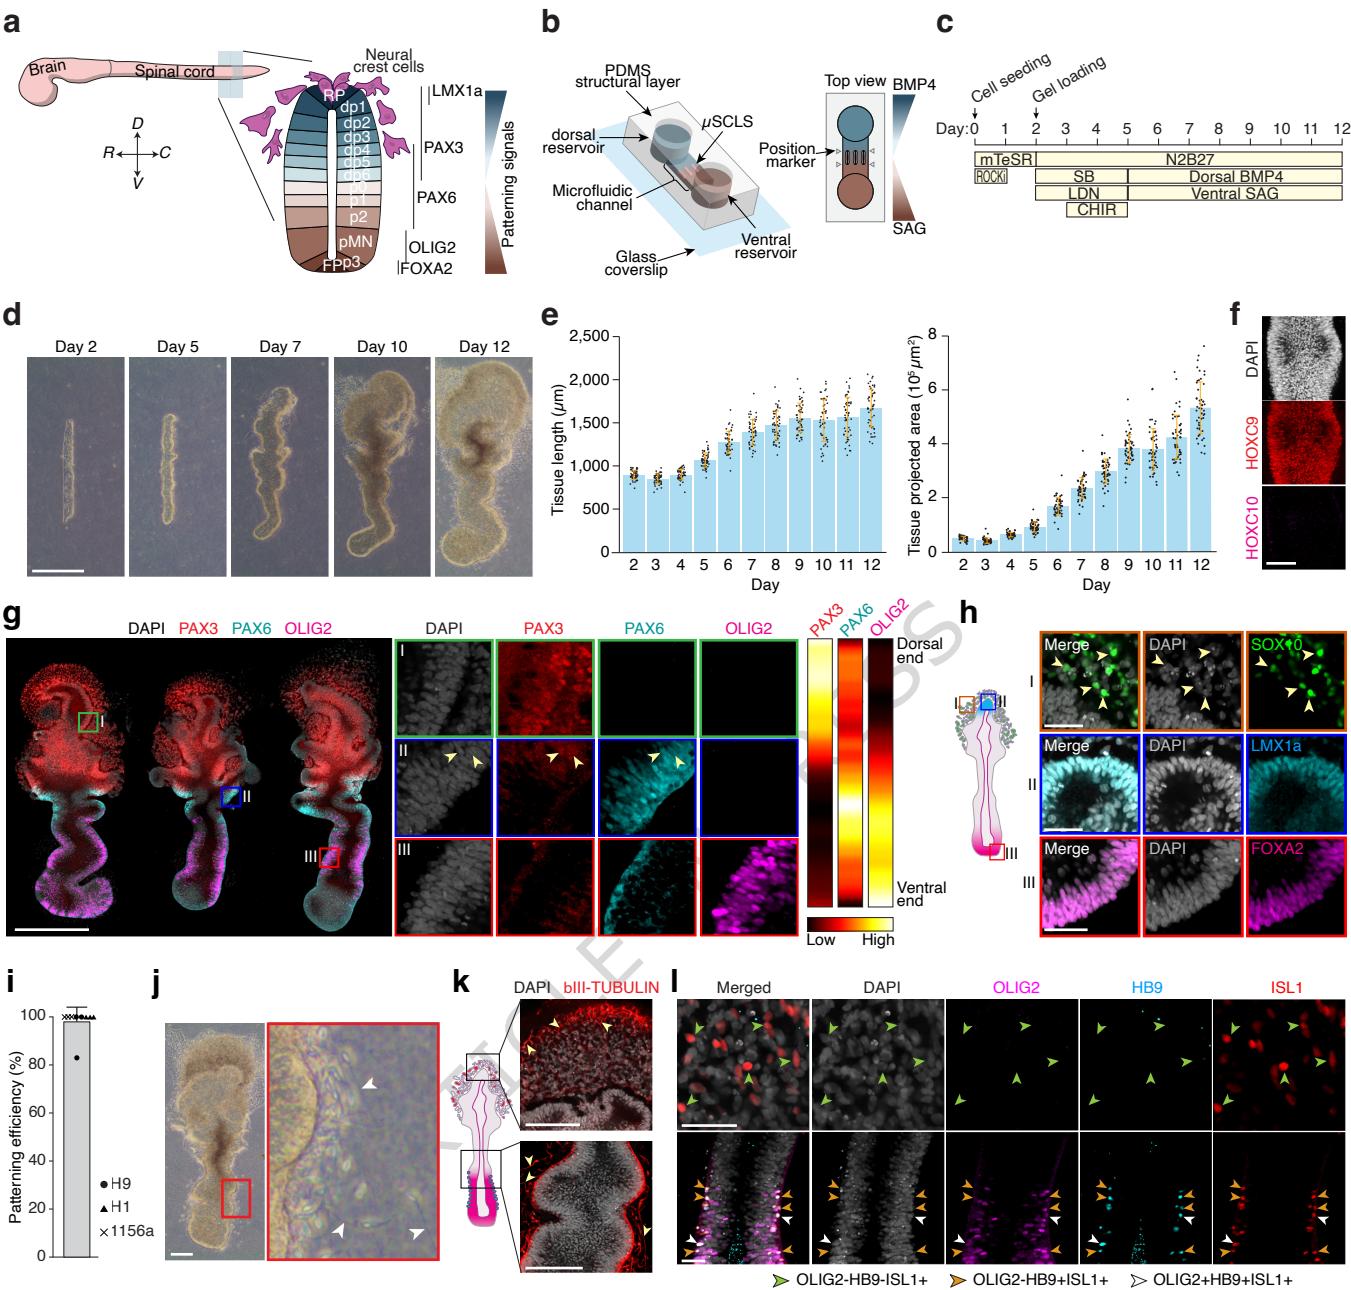 a
Brain
Spinal cord
D
R
C
V
Neural
crest cells
RP
dp1
dp2
dp3
dp4
dp5
dp6
p0
p1
p2
pMN
p3
FP
LMX1a
PAX3
PAX6
OLIG2
FOXA2
Patterning signals
b
PDMS
structural layer
μSCLS
dorsal
reservoir
Microfluidic
channel
Ventral
reservoir
Glass
coverslip
Top view
BMP4
Position
marker
SAG
c
Cell seeding
Gel loading
Day: 0 1 2 3 4 5 6 7 8 9 10 11 12
mTeSR
N2B27
ROCKi
SB
Dorsal BMP4
LDN
Ventral SAG
CHIR
d
Day 2
Day 5
Day 7
Day 10
Day 12
e
Tissue length (μm)
2,500
2,000
1,500
1,000
500
0
2 3 4 5 6 7 8 9 10 11 12
Day
Tissue projected area (10⁵ μm²)
8
6
4
2
0
2 3 4 5 6 7 8 9 10 11 12
Day
f
DAPI
HOXC9
HOXC10
g
DAPI PAX3 PAX6 OLIG2
I
II
III
DAPI
PAX3
PAX6
OLIG2
I
II
III
PAX3
PAX6
OLIG2
Dorsal
end
Ventral
end
Low
High
h
I
II
III
I
Merge
DAPI
SOX10
II
Merge
DAPI
LMX1a
III
Merge
DAPI
FOXA2
i
Patterning efficiency (%)
100
80
60
40
20
0
H9
H1
1156a
j
k
DAPI bIII-TUBULIN
l
Merged
DAPI
OLIG2
HB9
ISL1
OLIG2-HB9-ISL1+
OLIG2-HB9+ISL1+
OLIG2+HB9+ISL1+